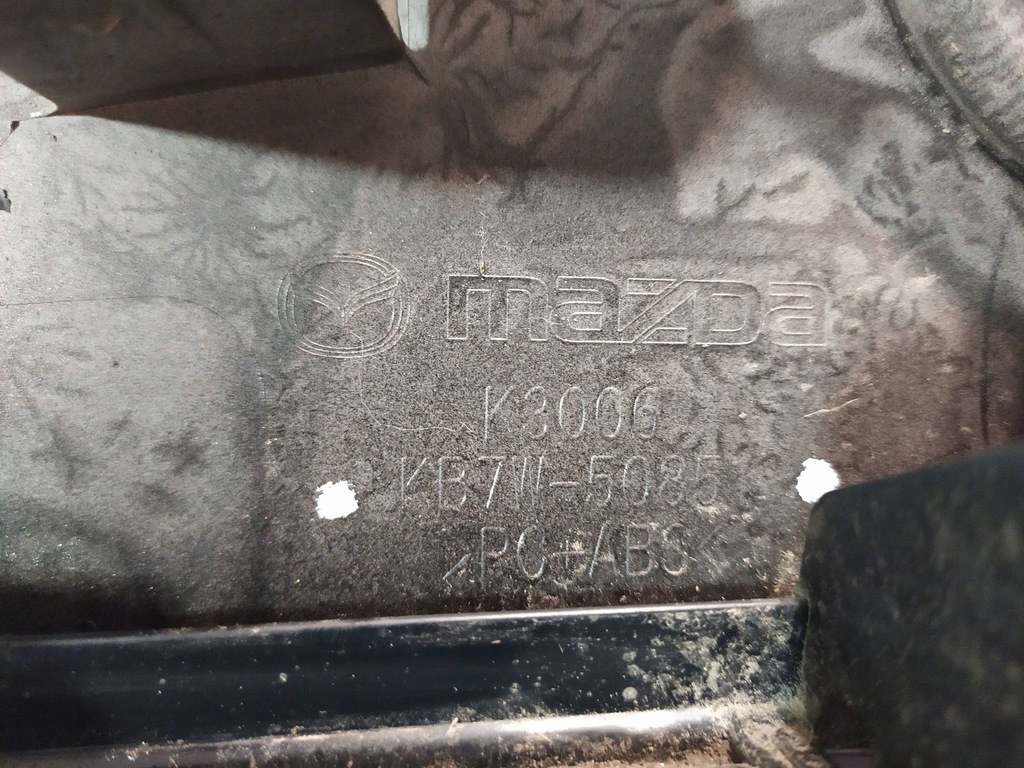 mazda
K3006
KB7W-5085
>PC+ABS<